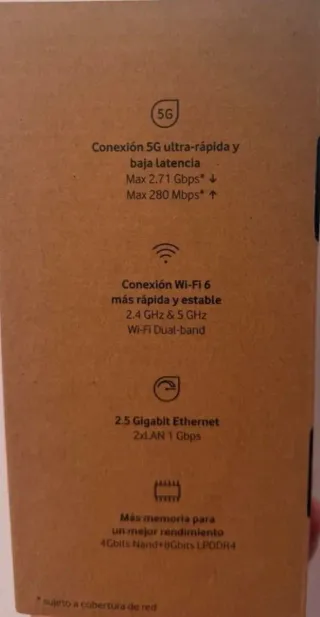 5G
Conexión 5G ultra-rápida y
baja latencia
Max 2.71 Gbps* ↓
Max 280 Mbps* ↑
Conexión Wi-Fi 6
más rápida y estable
2.4 GHz & 5 GHz
Wi-Fi Dual-band
2.5 Gigabit Ethernet
2xLAN 1 Gbps
Más memoria para
un mejor rendimiento
4Gbits Nand+8Gbits LPDDR4
* sujeto a cobertura de red